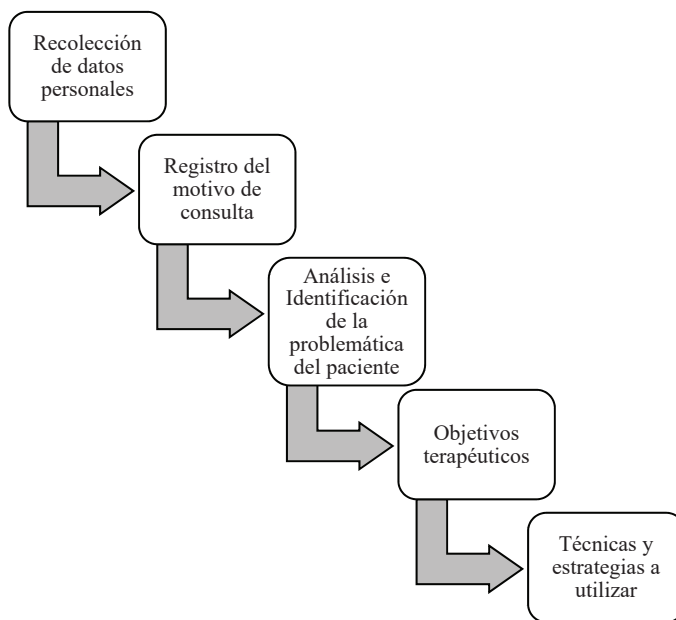 Recolección
de datos
personales
Registro del
motivo de
consulta
Análisis e
Identificación
de la
problemática
del paciente
Objetivos
terapéuticos
Técnicas y
estrategias a
utilizar